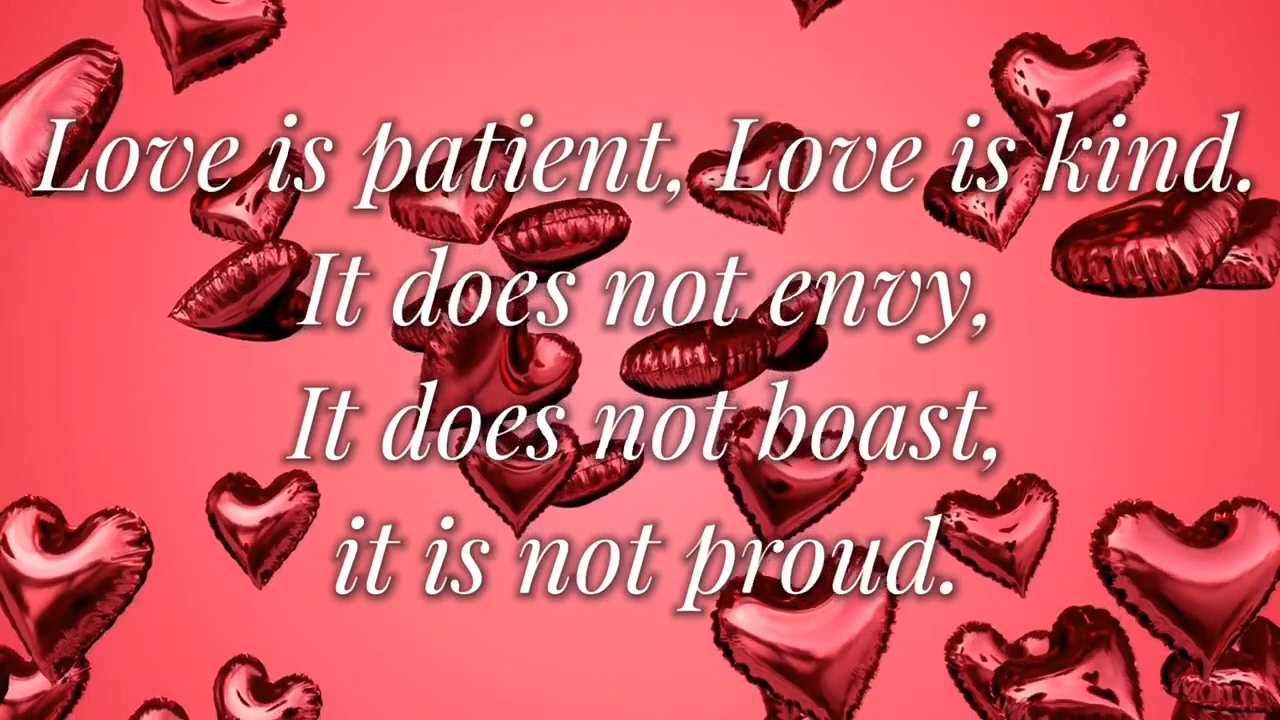 Love is patient, Love is kind.
It does not envy,
It does not boast,
it is not proud.